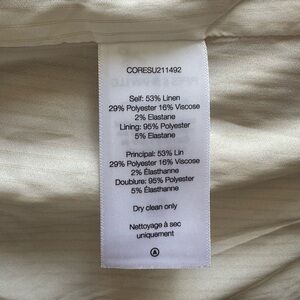 CORESU211492
Self: 53% Linen
29% Polyester 16% Viscose
2% Elastane
Lining: 95% Polyester
5% Elastane
Principal: 53% Lin
29% Polyester 16% Viscose
2% Élasthanne
Doublure: 95% Polyester
5% Élasthanne
Dry clean only
Nettoyage à sec
uniquement
A